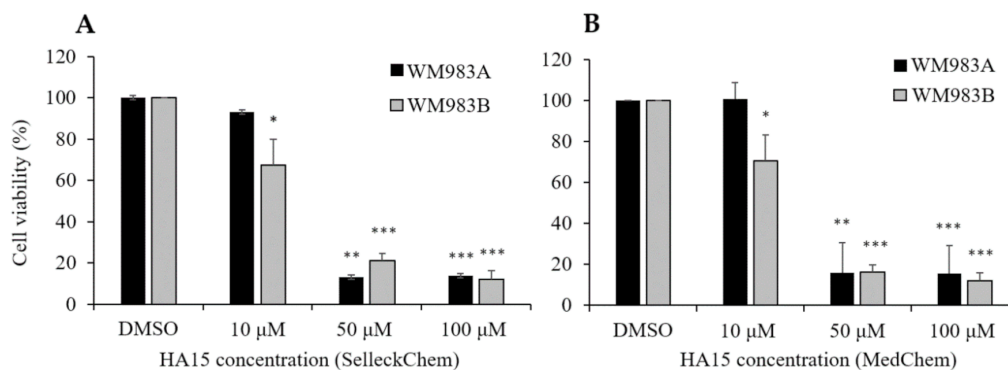 A
120
100
80
60
40
20
0
Cell viability (%)
WM983A
WM983B
*
**
***
***
***
DMSO
10 μM
50 μM
100 μM
HA15 concentration (SelleckChem)
B
120
100
80
60
40
20
0
WM983A
WM983B
*
**
***
***
***
DMSO
10 μM
50 μM
100 μM
HA15 concentration (MedChem)